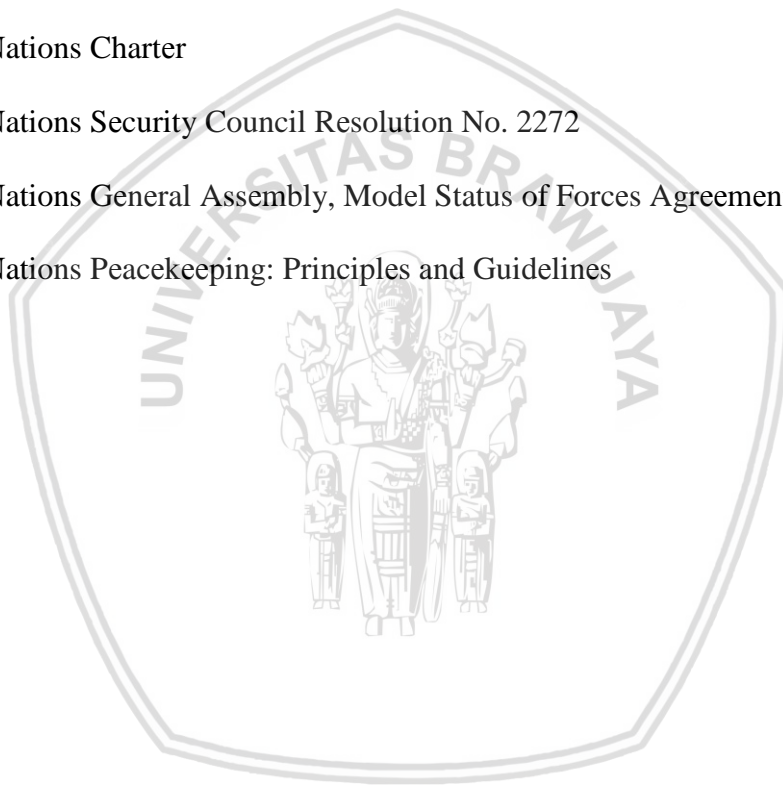 Nations Charter
Nations Security Council Resolution No. 2272
Nations General Assembly, Model Status of Forces Agreemen
Nations Peacekeeping: Principles and Guidelines
UNIVERSITAS BRAWIJAYA